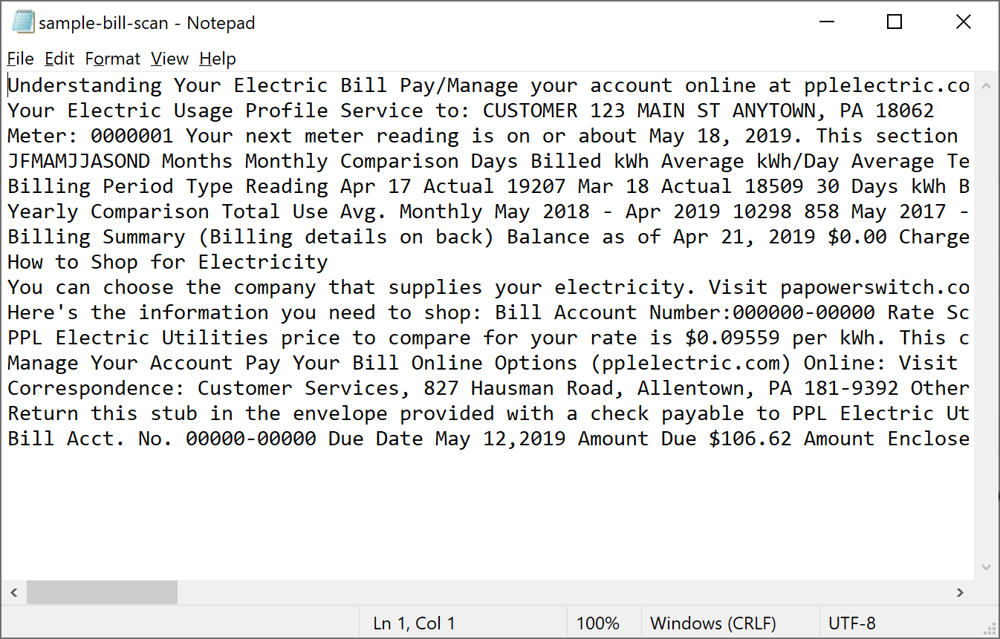 sample-bill-scan - Notepad
File Edit Format View Help
Understanding Your Electric Bill Pay/Manage your account online at pplelectric.co
Your Electric Usage Profile Service to: CUSTOMER 123 MAIN ST ANYTOWN, PA 18062
Meter: 0000001 Your next meter reading is on or about May 18, 2019. This section
JFMAMJJASOND Months Monthly Comparison Days Billed kWh Average kWh/Day Average Te
Billing Period Type Reading Apr 17 Actual 19207 Mar 18 Actual 18509 30 Days kWh B
Yearly Comparison Total Use Avg. Monthly May 2018 - Apr 2019 10298 858 May 2017 -
Billing Summary (Billing details on back) Balance as of Apr 21, 2019 $0.00 Charge
How to Shop for Electricity
You can choose the company that supplies your electricity. Visit papowerswitch.co
Here's the information you need to shop: Bill Account Number:000000-00000 Rate Sc
PPL Electric Utilities price to compare for your rate is $0.09559 per kWh. This c
Manage Your Account Pay Your Bill Online Options (pplelectric.com) Online: Visit
Correspondence: Customer Services, 827 Hausman Road, Allentown, PA 181-9392 Other
Return this stub in the envelope provided with a check payable to PPL Electric Ut
Bill Acct. No. 00000-00000 Due Date May 12,2019 Amount Due $106.62 Amount Enclose
Ln 1, Col 1 100% Windows (CRLF) UTF-8